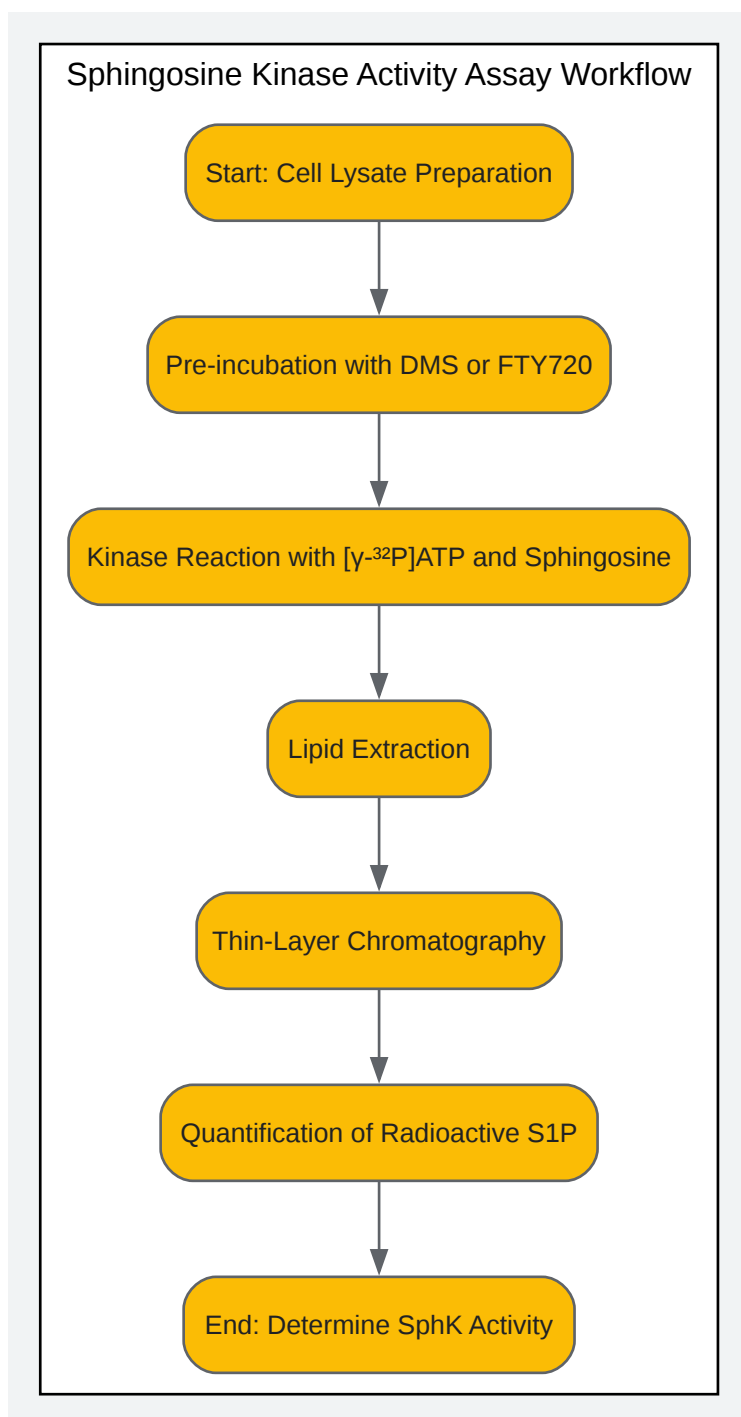 Sphingosine Kinase Activity Assay Workflow
Start: Cell Lysate Preparation
Pre-incubation with DMS or FTY720
Kinase Reaction with [γ-³²P]ATP and Sphingosine
Lipid Extraction
Thin-Layer Chromatography
Quantification of Radioactive S1P
End: Determine SphK Activity